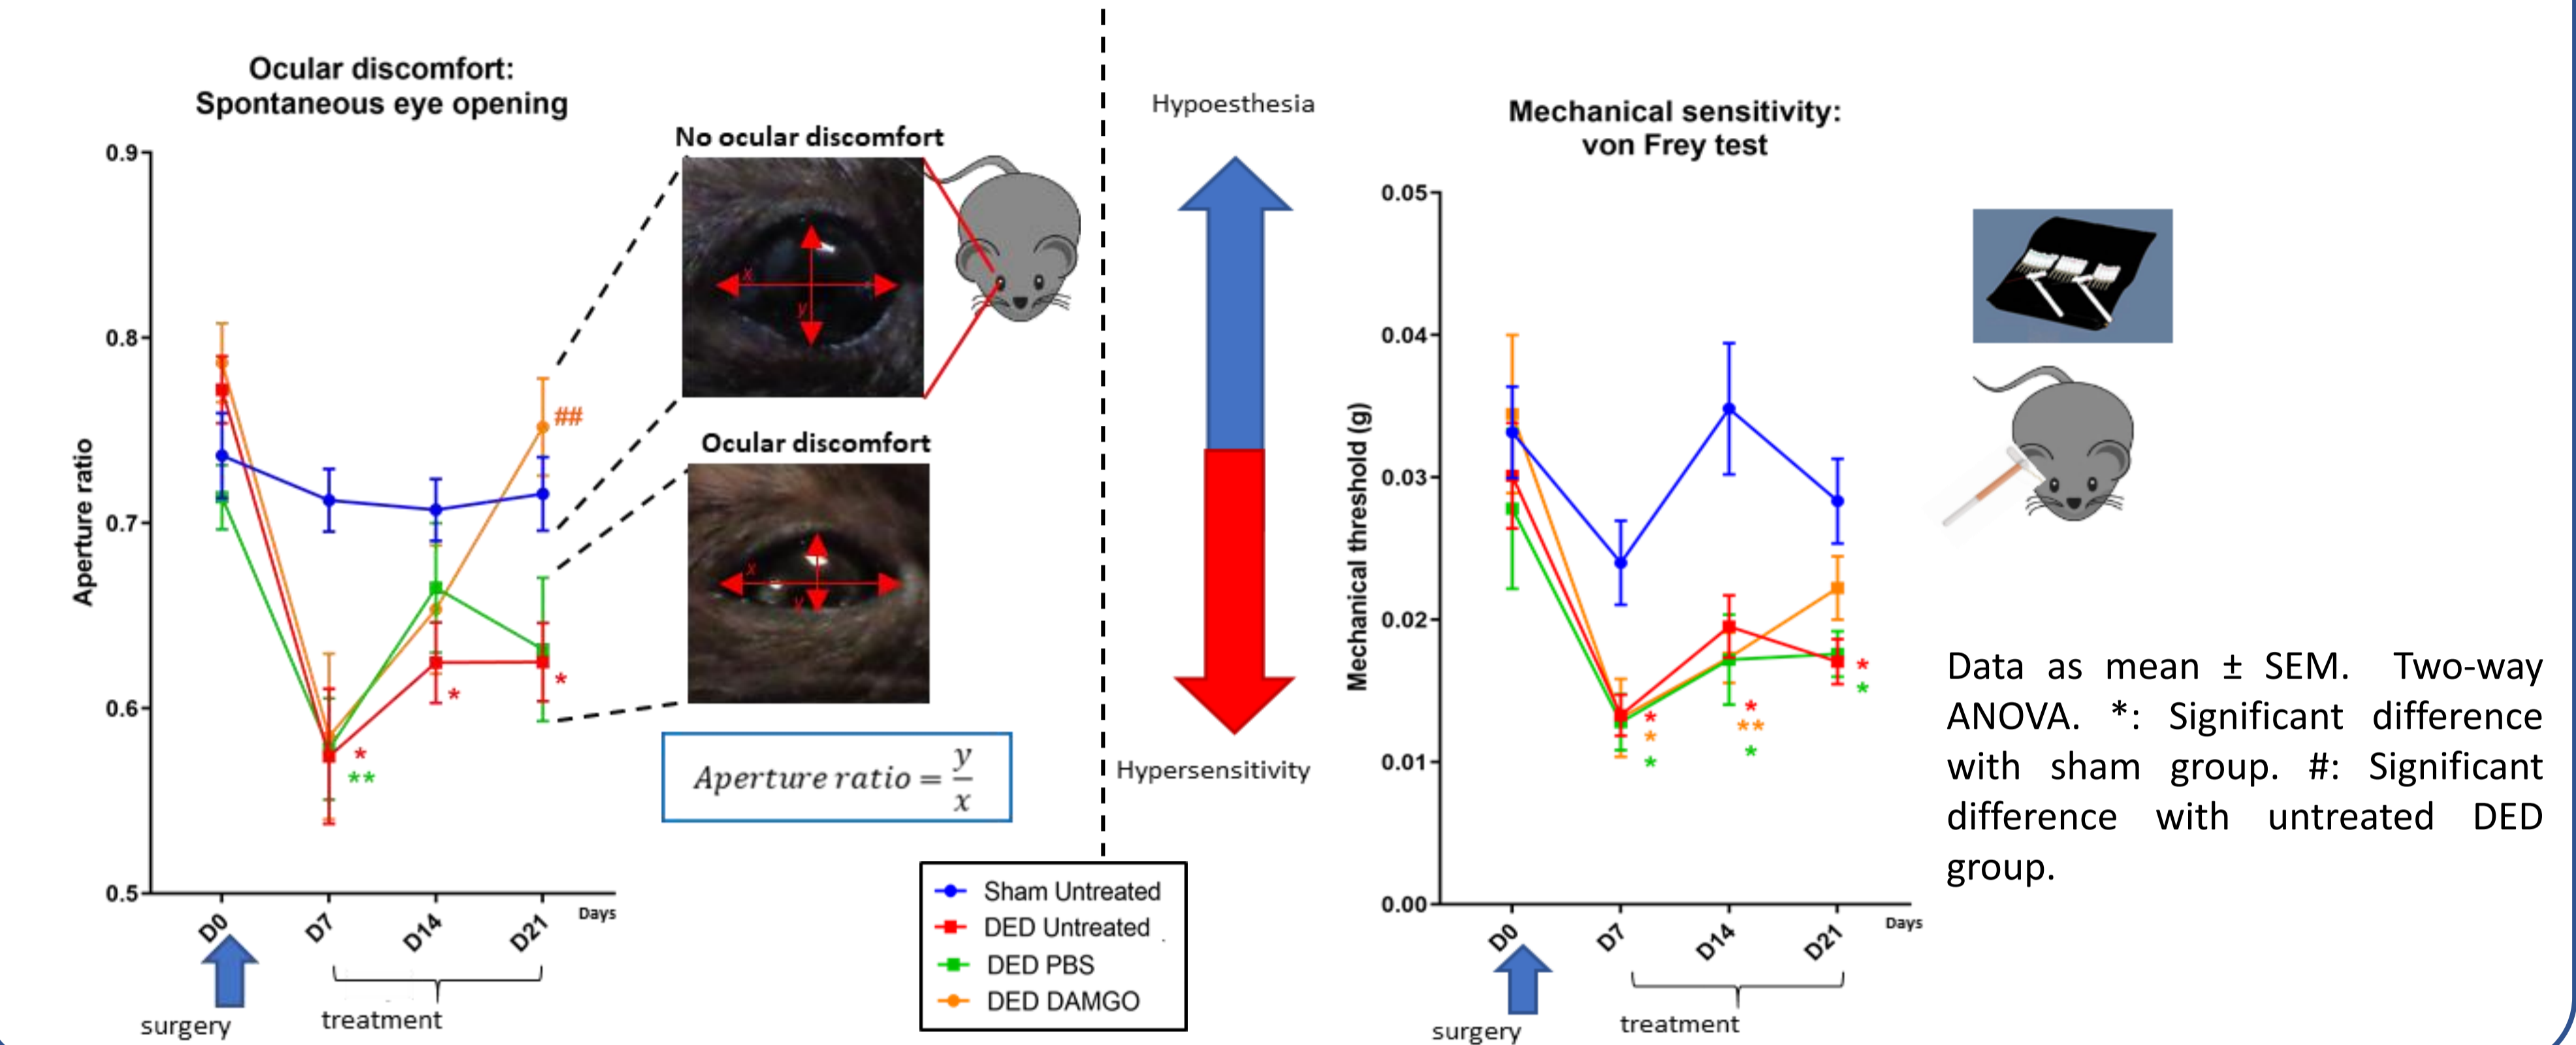 Ocular discomfort:
Spontaneous eye opening
Aperture ratio
0.9
0.8
0.7
0.6
0.5
D0
D7
D14
D21
Days
surgery
treatment
##
*
**
*
*
No ocular discomfort
x
y
Ocular discomfort
x
y
Aperture ratio = y/x
Hypoesthesia
Hypersensitivity
Sham Untreated
DED Untreated
DED PBS
DED DAMGO
Mechanical sensitivity:
von Frey test
Mechanical threshold (g)
0.05
0.04
0.03
0.02
0.01
0.00
D0
D7
D14
D21
Days
surgery
treatment
*
*
*
*
**
*
*
*
Data as mean ± SEM. Two-way
ANOVA. *: Significant difference
with sham group. #: Significant
difference with untreated DED
group.